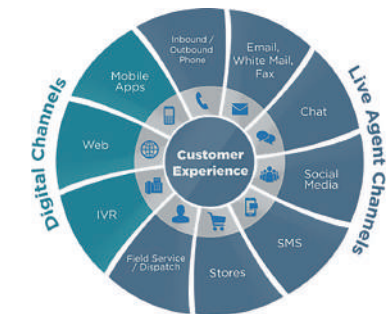 Digital Channels
Live Agent Channels
Inbound /
Outbound
Phone
Email,
White Mail,
Fax
Chat
Social
Media
SMS
Stores
Field Service
/ Dispatch
IVR
Web
Mobile
Apps
Customer
Experience